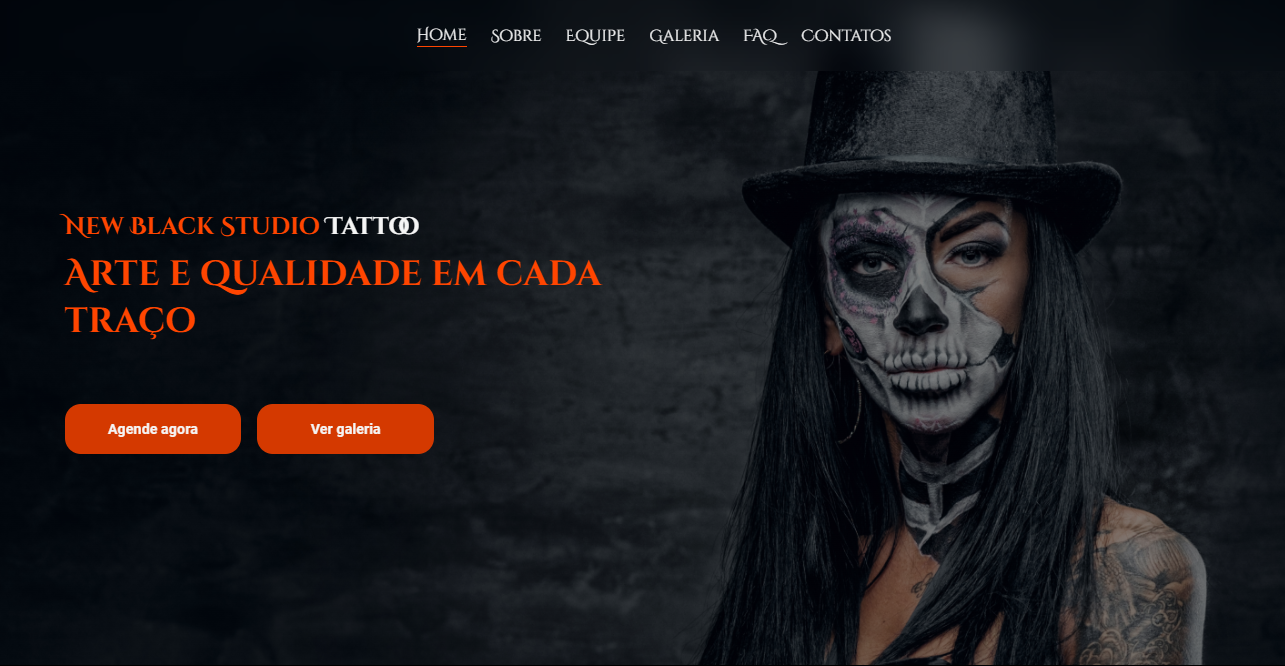 Home Sobre Equipe Galeria FAQ Contatos
New Black Studio Tattoo
Arte e qualidade em cada
traço
Agende agora Ver galeria